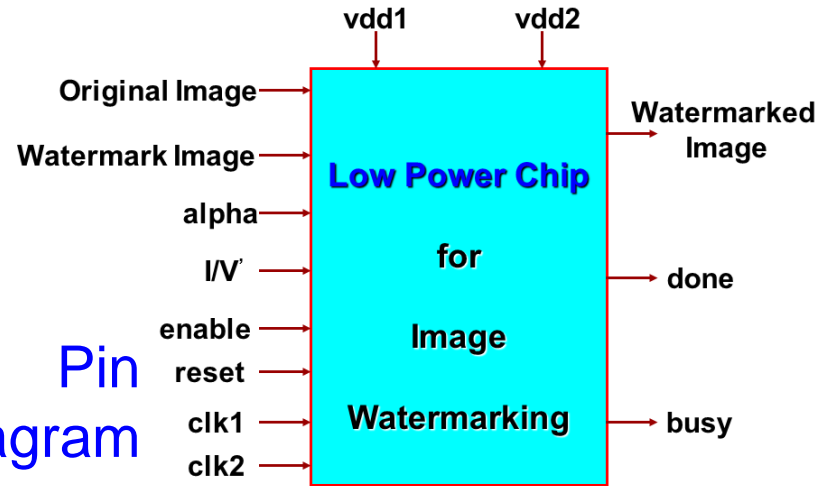 vdd1 vdd2
Original Image
Watermark Image
alpha
I/V’
enable
reset
clk1
clk2
Low Power Chip
for
Image
Watermarking
Watermarked
Image
done
busy
Pin
agram